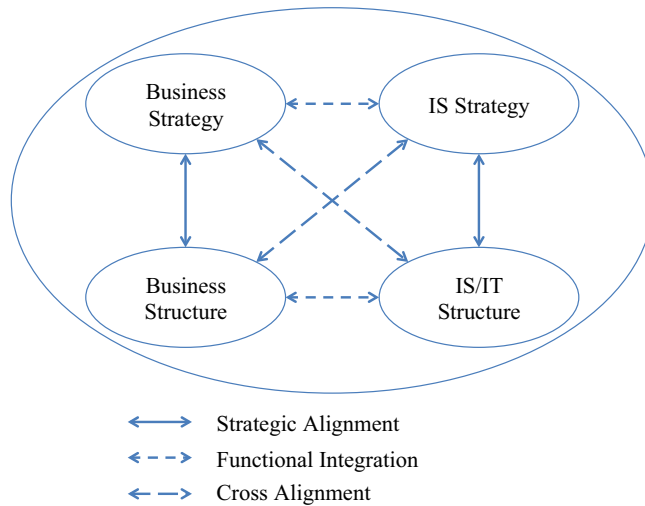 Business
Strategy
IS Strategy
Business
Structure
IS/IT
Structure
Strategic Alignment
Functional Integration
Cross Alignment